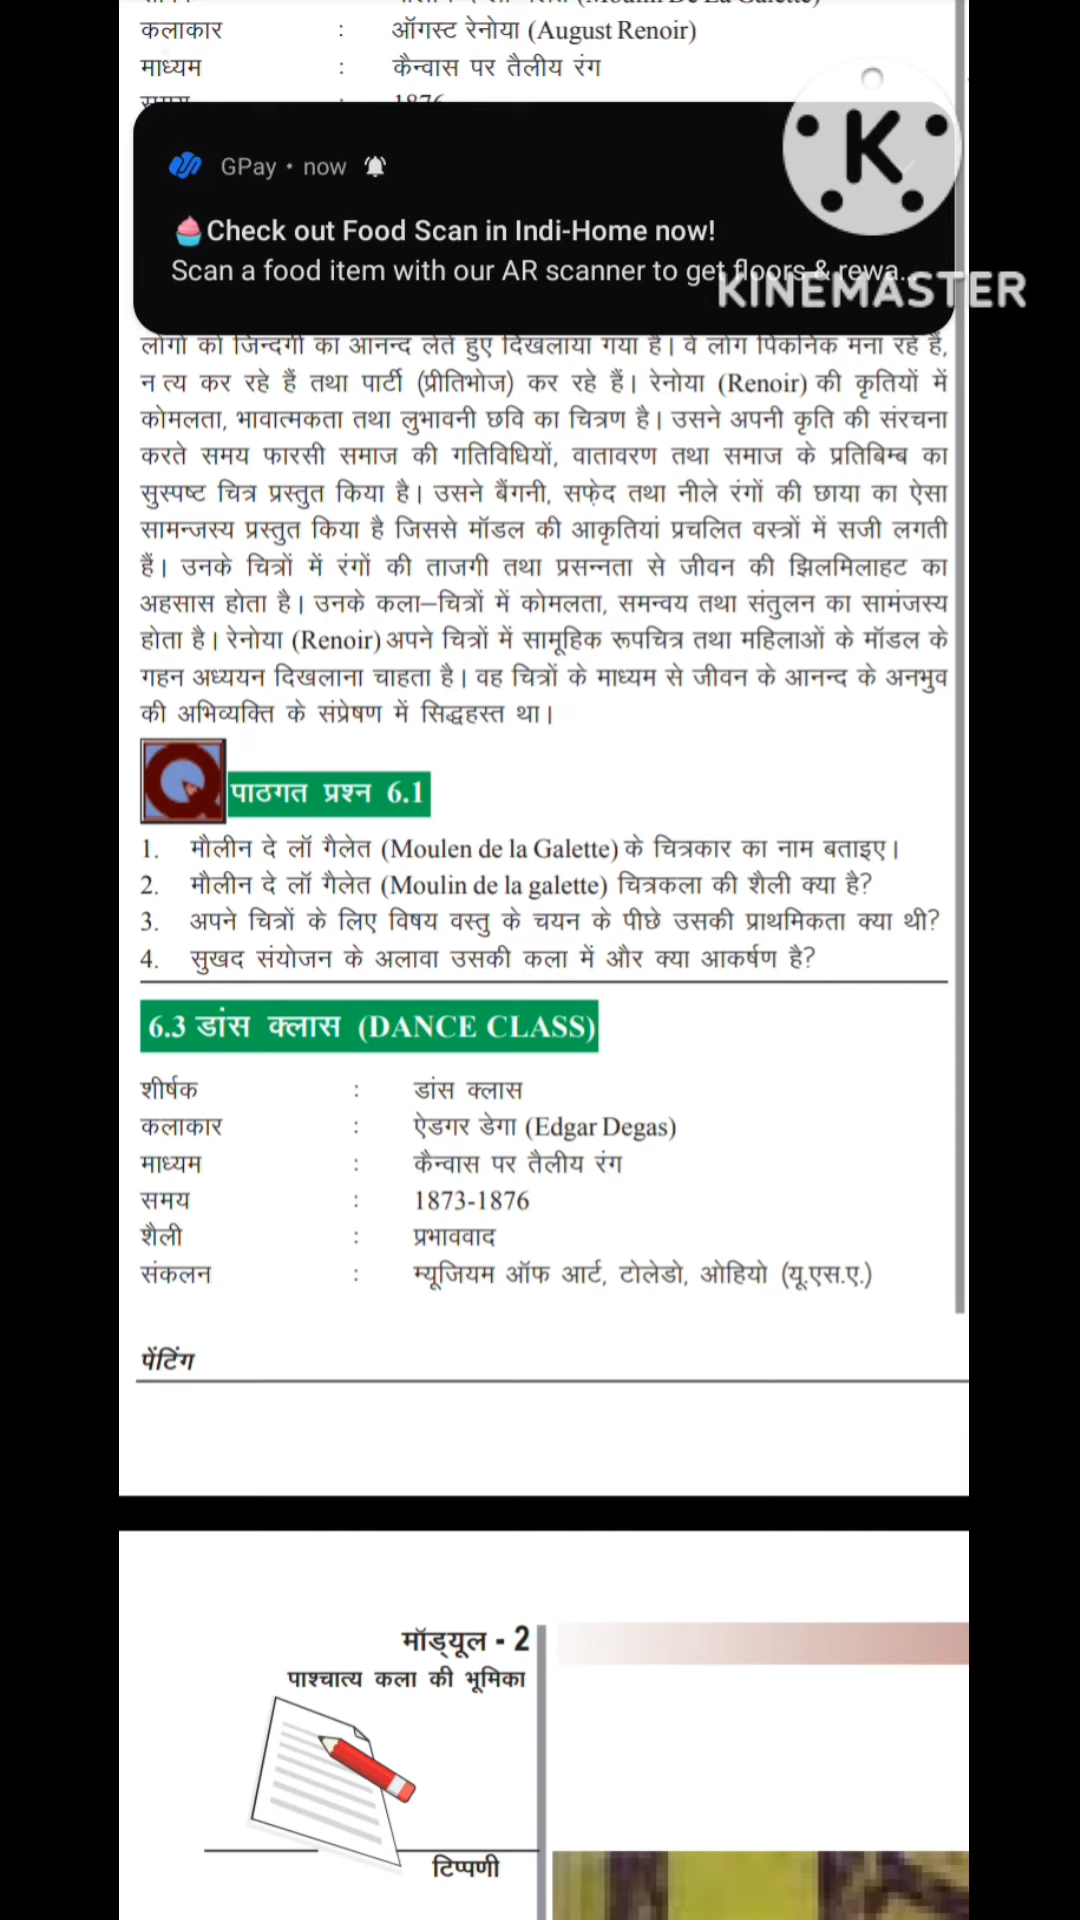 कलाकार : ऑगस्ट रेनोया (August Renoir)
माध्यम : कैन्वास पर तैलीय रंग
समय : 1876
GPay • now
Check out Food Scan in Indi-Home now!
Scan a food item with our AR scanner to get floors & rewa...
KINEMASTER
लोगों को जिन्दगी का आनन्द लेते हुए दिखलाया गया है। वे लोग पिकनिक मना रहे हैं,
न त्य कर रहे हैं तथा पार्टी (प्रीतिभोज) कर रहे हैं। रेनोया (Renoir) की कृतियों में
कोमलता, भावात्मकता तथा लुभावनी छवि का चित्रण है। उसने अपनी कृति की संरचना
करते समय फारसी समाज की गतिविधियों, वातावरण तथा समाज के प्रतिबिम्ब का
सुस्पष्ट चित्र प्रस्तुत किया है। उसने बैंगनी, सफ़ेद तथा नीले रंगों की छाया का ऐसा
सामन्जस्य प्रस्तुत किया है जिससे मॉडल की आकृतियां प्रचलित वस्त्रों में सजी लगती
हैं। उनके चित्रों में रंगों की ताजगी तथा प्रसन्नता से जीवन की झिलमिलाहट का
अहसास होता है। उनके कला–चित्रों में कोमलता, समन्वय तथा संतुलन का सामंजस्य
होता है। रेनोया (Renoir) अपने चित्रों में सामूहिक रूपचित्र तथा महिलाओं के मॉडल के
गहन अध्ययन दिखलाना चाहता है। वह चित्रों के माध्यम से जीवन के आनन्द के अनभुव
की अभिव्यक्ति के संप्रेषण में सिद्धहस्त था।
पाठगत प्रश्न 6.1
1. मौलीन दे लॉ गैलेत (Moulen de la Galette) के चित्रकार का नाम बताइए।
2. मौलीन दे लॉ गैलेत (Moulin de la galette) चित्रकला की शैली क्या है?
3. अपने चित्रों के लिए विषय वस्तु के चयन के पीछे उसकी प्राथमिकता क्या थी?
4. सुखद संयोजन के अलावा उसकी कला में और क्या आकर्षण है?
6.3 डांस क्लास (DANCE CLASS)
शीर्षक : डांस क्लास
कलाकार : ऐडगर डेगा (Edgar Degas)
माध्यम : कैन्वास पर तैलीय रंग
समय : 1873-1876
शैली : प्रभाववाद
संकलन : म्यूजियम ऑफ आर्ट, टोलेडो, ओहियो (यू.एस.ए.)
पेंटिंग
मॉड्यूल - 2
पाश्चात्य कला की भूमिका
टिप्पणी